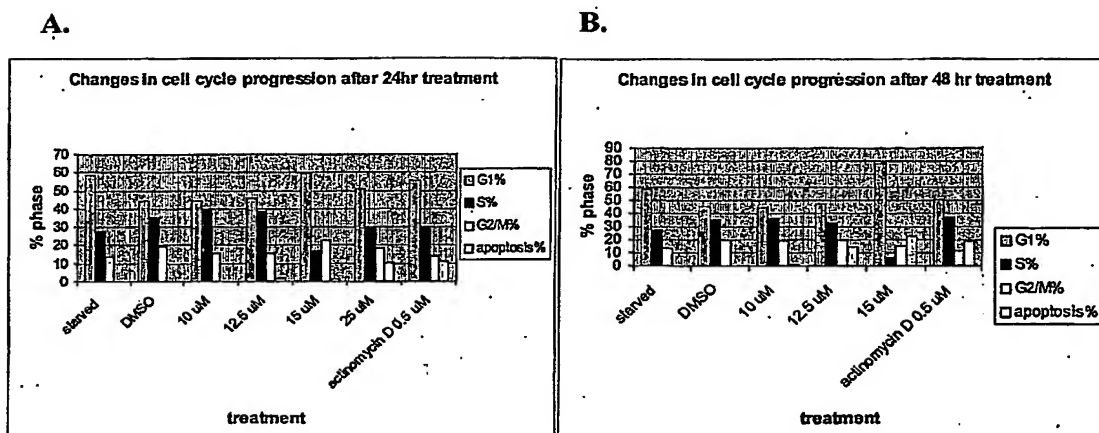 A.
B.
Changes in cell cycle progression after 24hr treatment
70
60
50
40
30
20
10
0
% phase
G1%
S%
G2/M%
apoptosis%
starved
DMSO
10 uM
12.5 uM
15 uM
25 uM
actinomycin D 0.5 uM
treatment
Changes in cell cycle progression after 48 hr treatment
90
80
70
60
50
40
30
20
10
0
% phase
G1%
S%
G2/M%
apoptosis%
starved
DMSO
10 uM
12.5 uM
15 uM
actinomycin D 0.5 uM
treatment